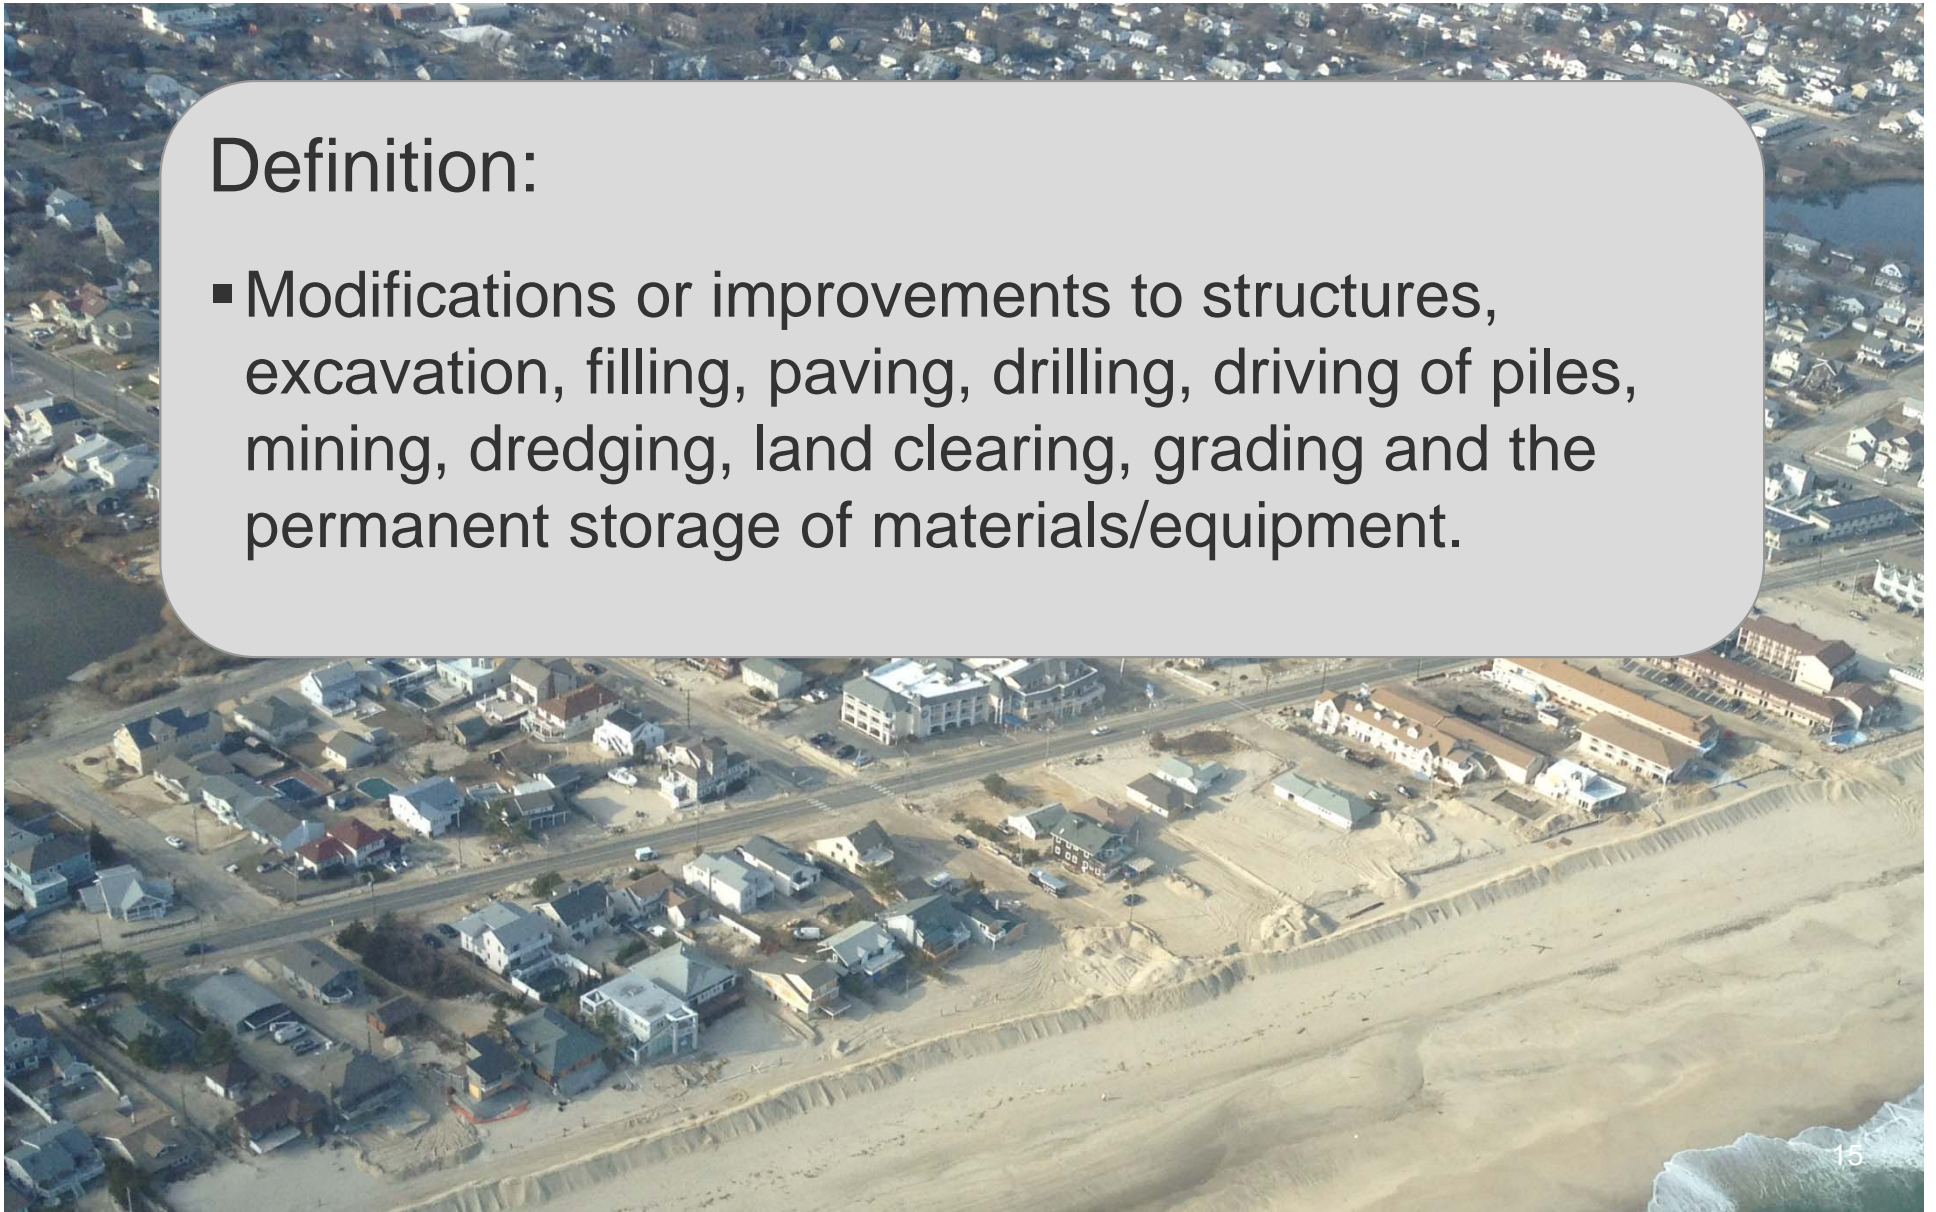 Definition:
▪Modifications or improvements to structures,
excavation, filling, paving, drilling, driving of piles,
mining, dredging, land clearing, grading and the
permanent storage of materials/equipment.
15